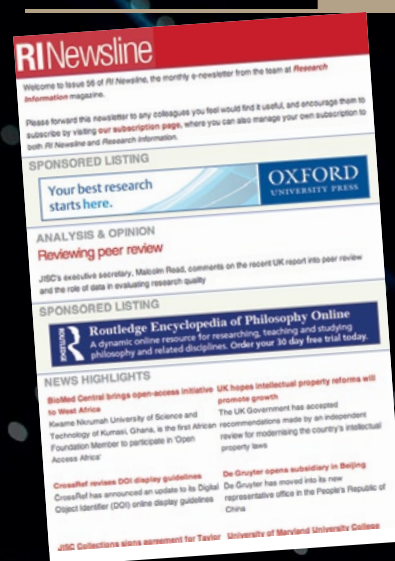 RI Newsline
Welcome to Issue 56 of RI Newsline, the monthly e-newsletter from the team at Research
Information magazine.
Please forward this newsletter to any colleagues you feel would find it useful, and encourage them to
subscribe by visiting our subscription page, where you can also manage your own subscription to
both RI Newsline and Research Information.
SPONSORED LISTING
Your best research
starts here.
OXFORD
UNIVERSITY PRESS
ANALYSIS & OPINION
Reviewing peer review
JISC's executive secretary, Malcolm Read, comments on the recent UK report into peer review
and the role of data in evaluating research quality
SPONSORED LISTING
ROUTLEDGE
Routledge Encyclopedia of Philosophy Online
A dynamic online resource for researching, teaching and studying
philosophy and related disciplines. Order your 30 day free trial today.
NEWS HIGHLIGHTS
BioMed Central brings open-access initiative
to West Africa
Kwame Nkrumah University of Science and
Technology of Kumasi, Ghana, is the first African
Foundation Member to participate in 'Open
Access Africa'
UK hopes intellectual property reforms will
promote growth
The UK Government has accepted
recommendations made by an independent
review for modernising the country's intellectual
property laws
CrossRef revises DOI display guidelines
CrossRef has announced an update to its Digital
Object Identifier (DOI) online display guidelines
De Gruyter opens subsidiary in Beijing
De Gruyter has moved into its new
representative office in the People's Republic of
China
JISC Collections signs agreement for Taylor
University of Maryland University College